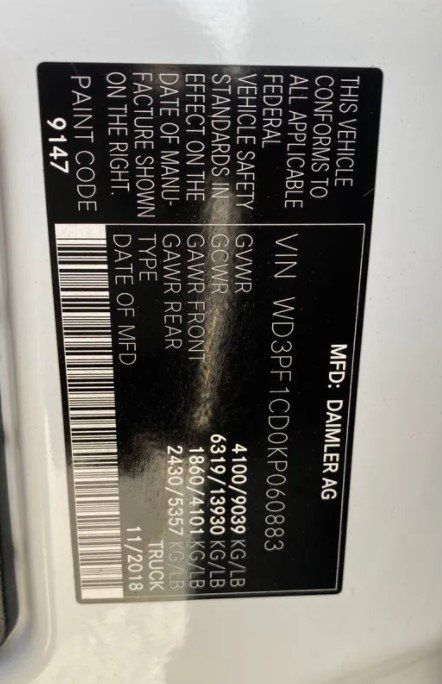 MFD: DAIMLER AG
THIS VEHICLE
CONFORMS TO
ALL APPLICABLE
FEDERAL
VEHICLE SAFETY
STANDARDS IN
EFFECT ON THE
DATE OF MANU-
FACTURE SHOWN
ON THE RIGHT.
PAINT CODE
9147
VIN WD3PF1CD0KP060883
GVWR 4100/9039 KG/LB
GCWR 6319/13930 KG/LB
GAWR FRONT 1860/4101 KG/LB
GAWR REAR 2430/5357 KG/LB
TYPE TRUCK
DATE OF MFD 11/2018